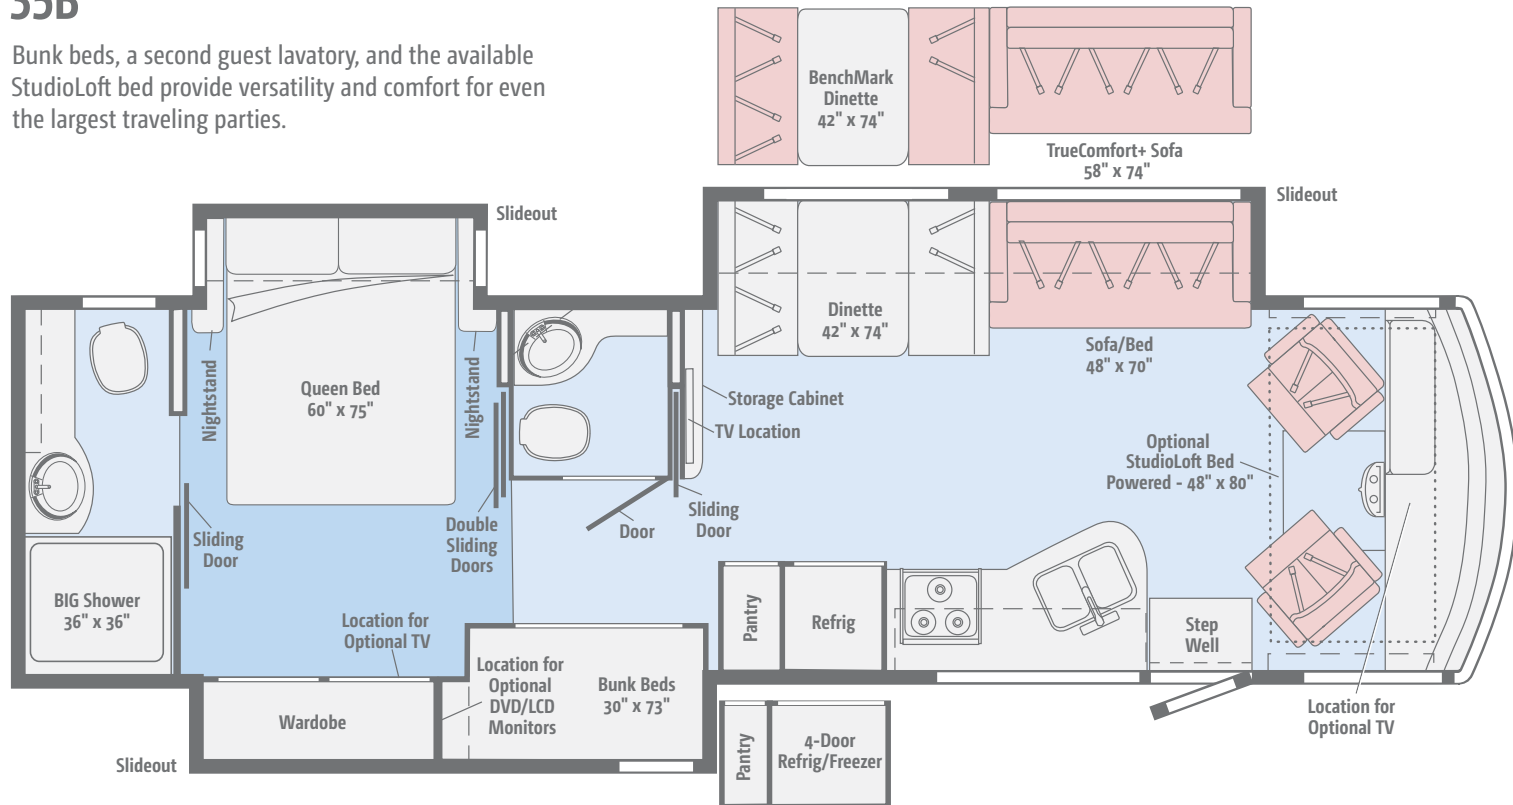 35B
Bunk beds, a second guest lavatory, and the available
StudioLoft bed provide versatility and comfort for even
the largest traveling parties.
BenchMark
Dinette
42" x 74"
TrueComfort+ Sofa
58" x 74"
Slideout
Slideout
Nightstand
Queen Bed
60" x 75"
Nightstand
Dinette
42" x 74"
Sofa/Bed
48" x 70"
Storage Cabinet
TV Location
Optional
StudioLoft Bed
Powered - 48" x 80"
Sliding
Door
Double
Sliding
Doors
Door
Sliding
Door
BIG Shower
36" x 36"
Location for
Optional TV
Pantry
Refrig
Step
Well
Location for
Optional
DVD/LCD
Monitors
Bunk Beds
30" x 73"
Wardobe
Slideout
Pantry
4-Door
Refrig/Freezer
Location for
Optional TV